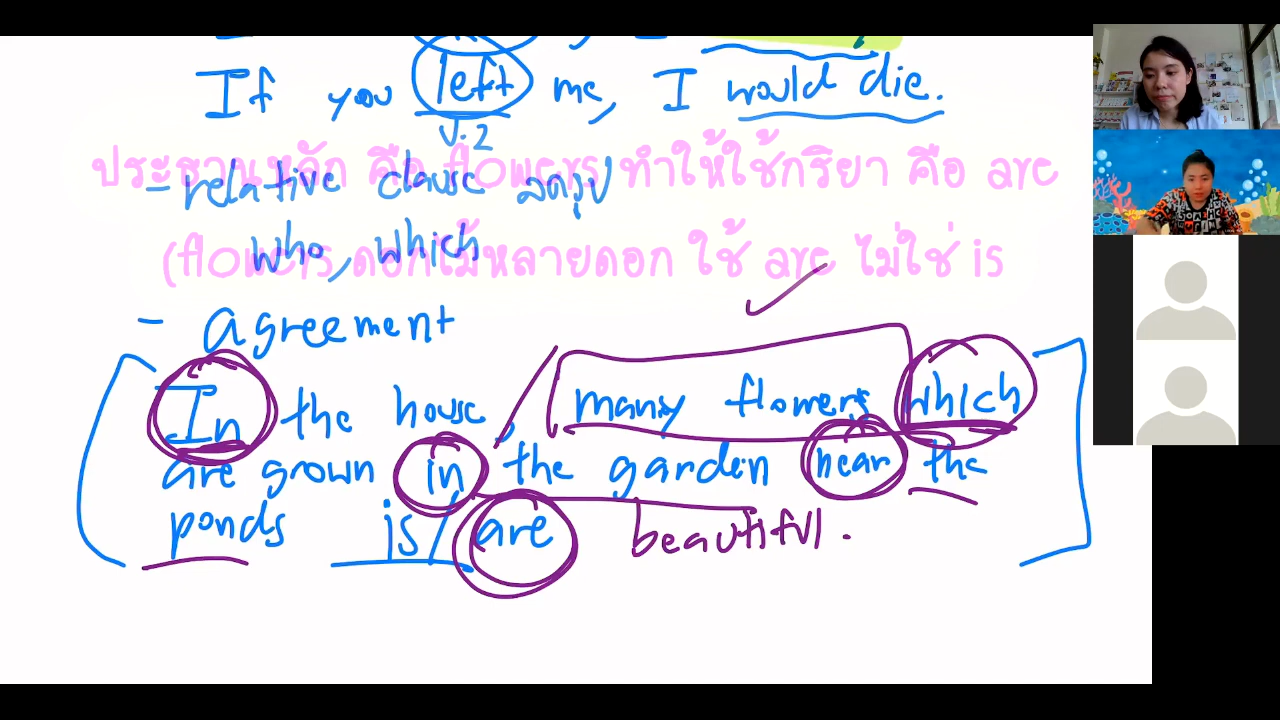 If you left me, I would die.
v.2
ประธานหลัก คือ flowers ทำให้ใช้กริยา คือ are
- relative clause ลดรูป
who, which
(flowers ดอกไม้หลายดอก ใช้ are ไม่ใช่ is
- agreement
In the house, many flowers which
are grown in the garden near the
ponds is/are beautiful.